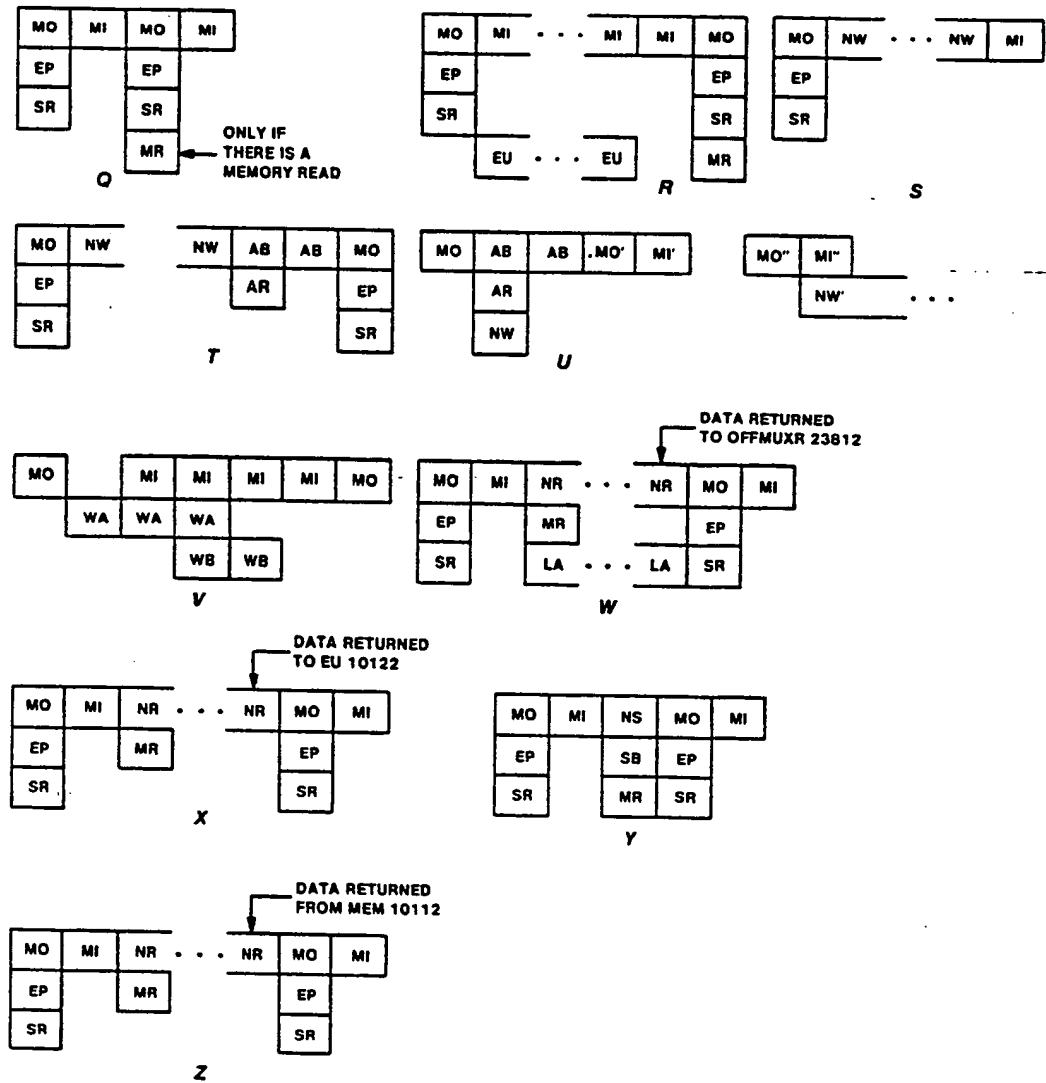 MO MI MO MI
EP EP
SR SR
MR
ONLY IF
THERE IS A
MEMORY READ
Q
MO MI • • • MI MI MO
EP EP
SR SR
EU • • • EU MR
R
MO NW • • • NW MI
EP
SR
S
MO NW NW AB AB MO
EP AR EP
SR SR
T
MO AB AB .MO' MI'
AR
NW
U
MO" MI"
NW' • • •
MO MI MI MI MI MO
WA WA WA
WB WB
V
DATA RETURNED
TO OFFMUXR 23812
MO MI NR • • • NR MO MI
EP MR EP
SR LA • • • LA SR
W
DATA RETURNED
TO EU 10122
MO MI NR • • • NR MO MI
EP MR EP
SR SR
X
MO MI NS MO MI
EP SB EP
SR MR SR
Y
DATA RETURNED
FROM MEM 10112
MO MI NR • • • NR MO MI
EP MR EP
SR SR
Z